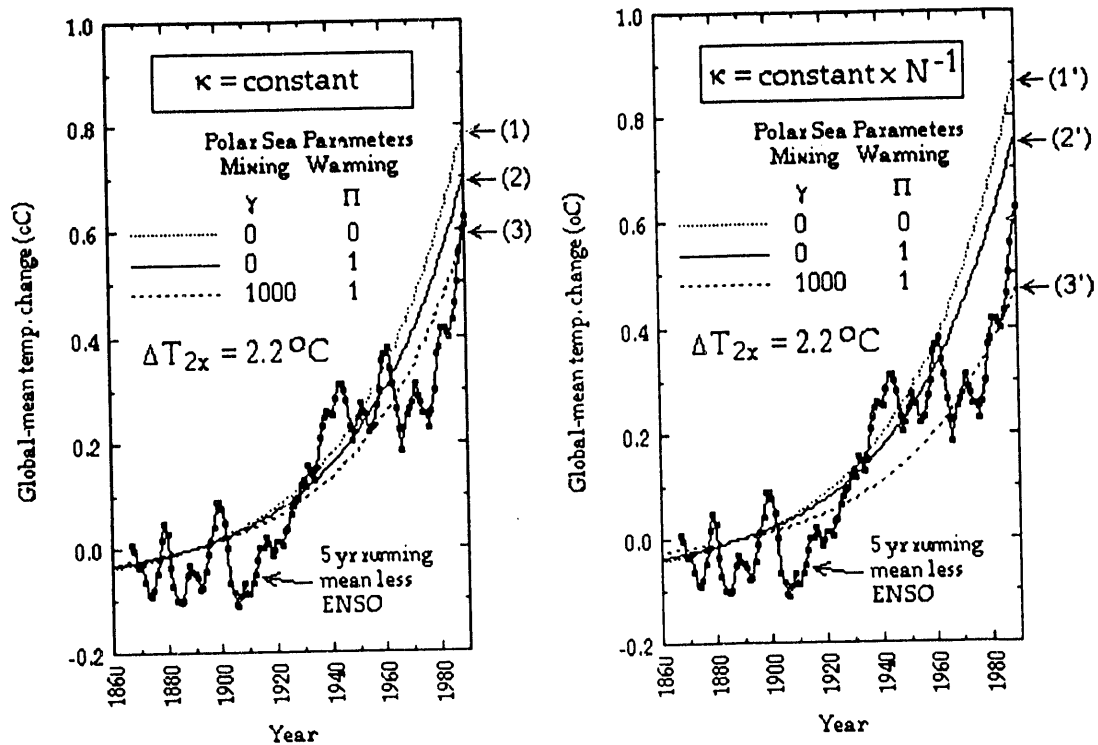 κ = constant
Polar Sea Parameters
Mixing Warming
γ Π
0 0
0 1
1000 1
ΔT2x = 2.2 °C
5 yr running
mean less
ENSO
(1)
(2)
(3)
Global-mean temp. change (cC)
1.0
0.8
0.6
0.4
0.2
0.0
-0.2
1860
1880
1900
1920
1940
1960
1980
Year
κ = constant x N⁻¹
Polar Sea Parameters
Mixing Warming
γ Π
0 0
0 1
1000 1
ΔT2x = 2.2 °C
5 yr running
mean less
ENSO
(1')
(2')
(3')
Global-mean temp. change (oC)
1.0
0.8
0.6
0.4
0.2
0.0
-0.2
1860
1880
1900
1920
1940
1960
1980
Year